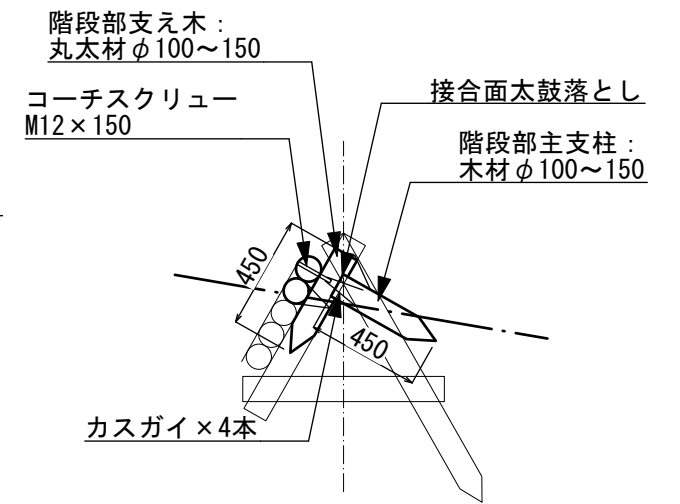 階段部支え木：
丸太材φ100～150
コーチスクリュー
M12×150
接合面太鼓落とし
階段部主支柱：
木材φ100～150
450
450
カスガイ×4本